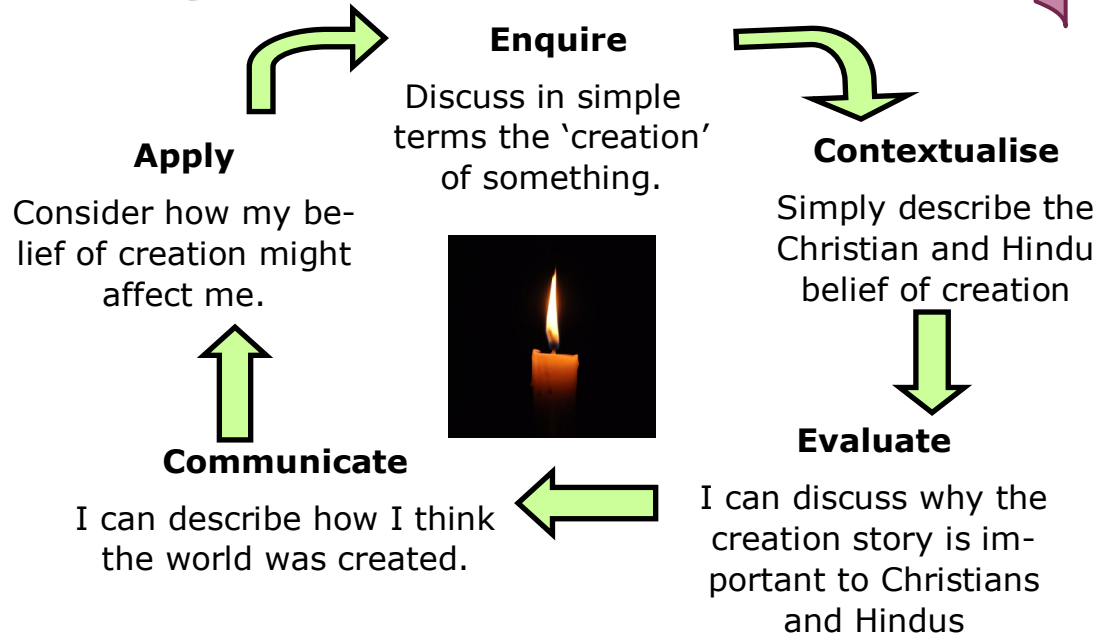 Enquire
Discuss in simple
terms the ‘creation’
of something.
Contextualise
Simply describe the
Christian and Hindu
belief of creation
Evaluate
I can discuss why the
creation story is im-
portant to Christians
and Hindus
Communicate
I can describe how I think
the world was created.
Apply
Consider how my be-
lief of creation might
affect me.